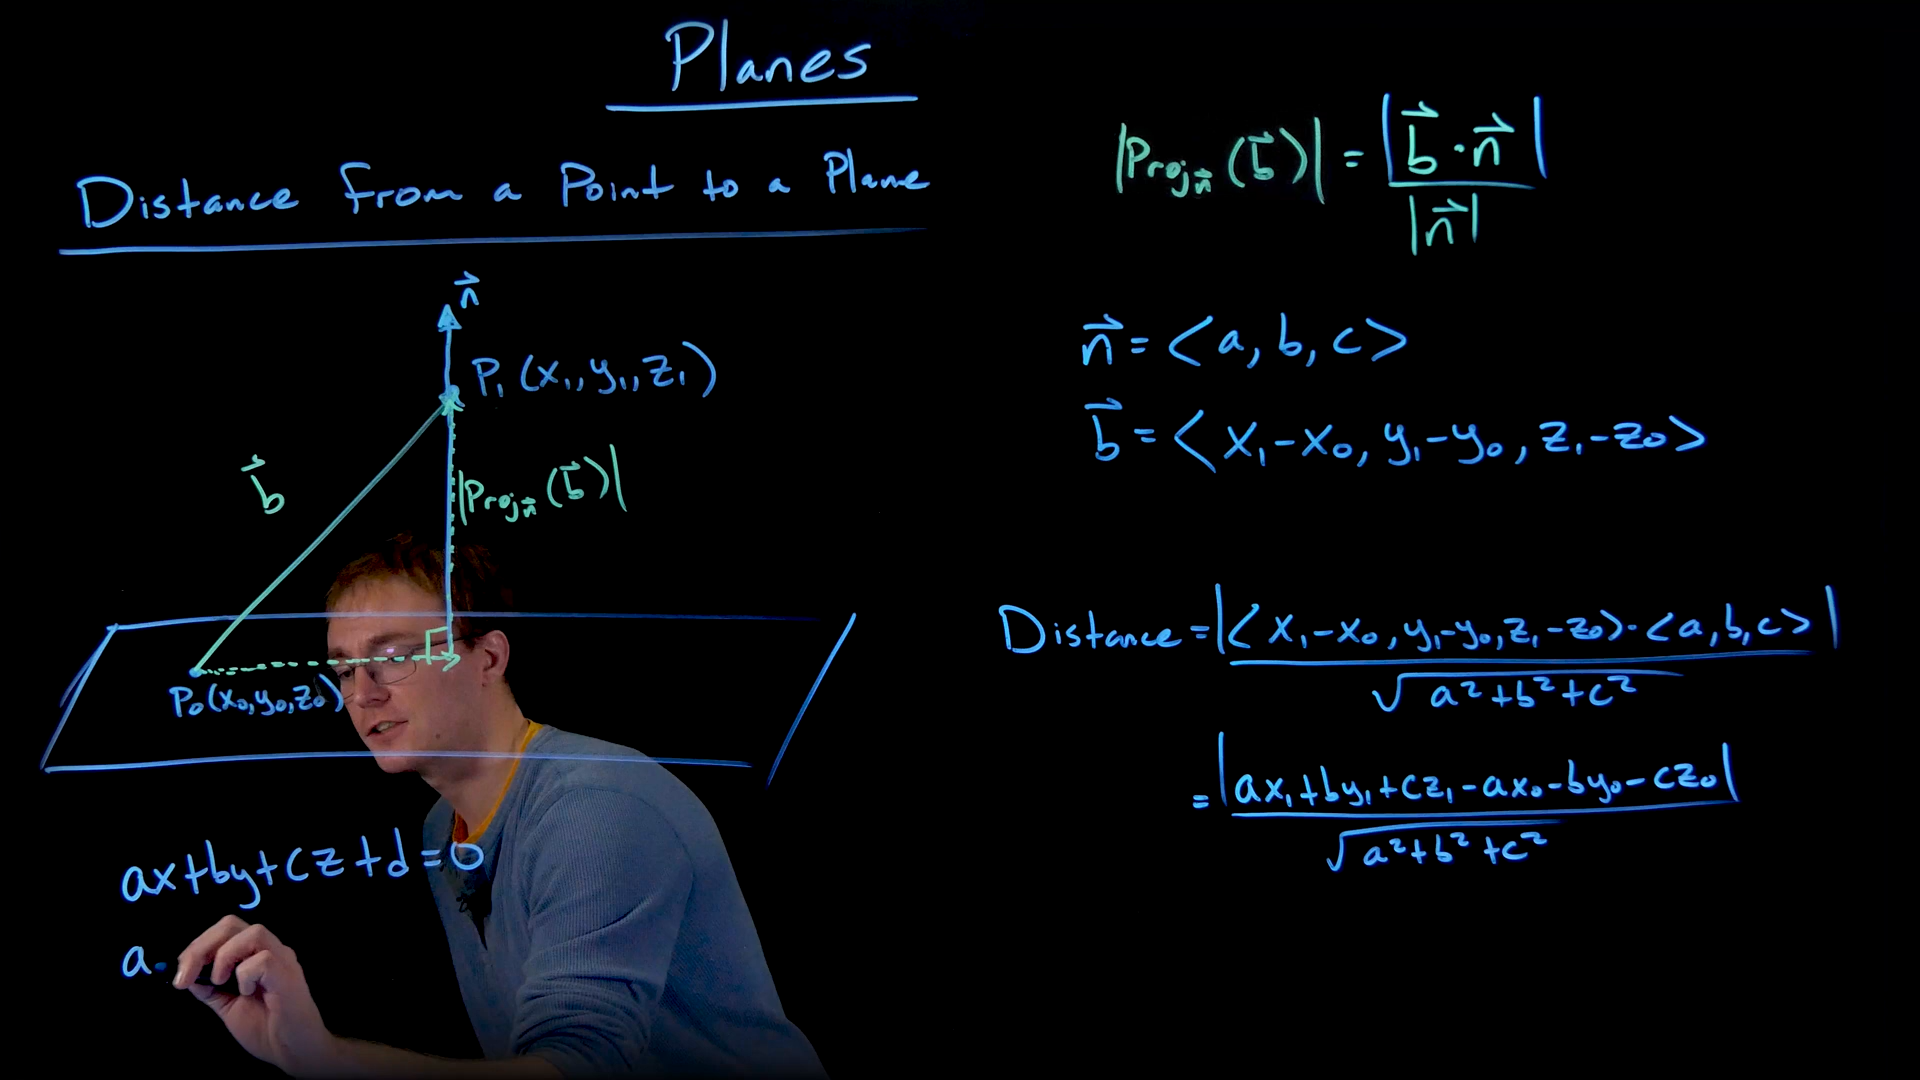 Planes
Distance from a Point to a Plane
n⃗
P₁(x₁,y₁,z₁)
b⃗
|Proj_n⃗(b⃗)|
P₀(x₀,y₀,z₀)
ax+by+cz+d=0
a
|Proj_n⃗(b⃗)| = |b⃗·n⃗| / |n⃗|
n⃗=<a,b,c>
b⃗=<x₁-x₀,y₁-y₀,z₁-z₀>
Distance=|<x₁-x₀,y₁-y₀,z₁-z₀>·<a,b,c>| / √a²+b²+c²
=|ax₁+by₁+cz₁-ax₀-by₀-cz₀| / √a²+b²+c²